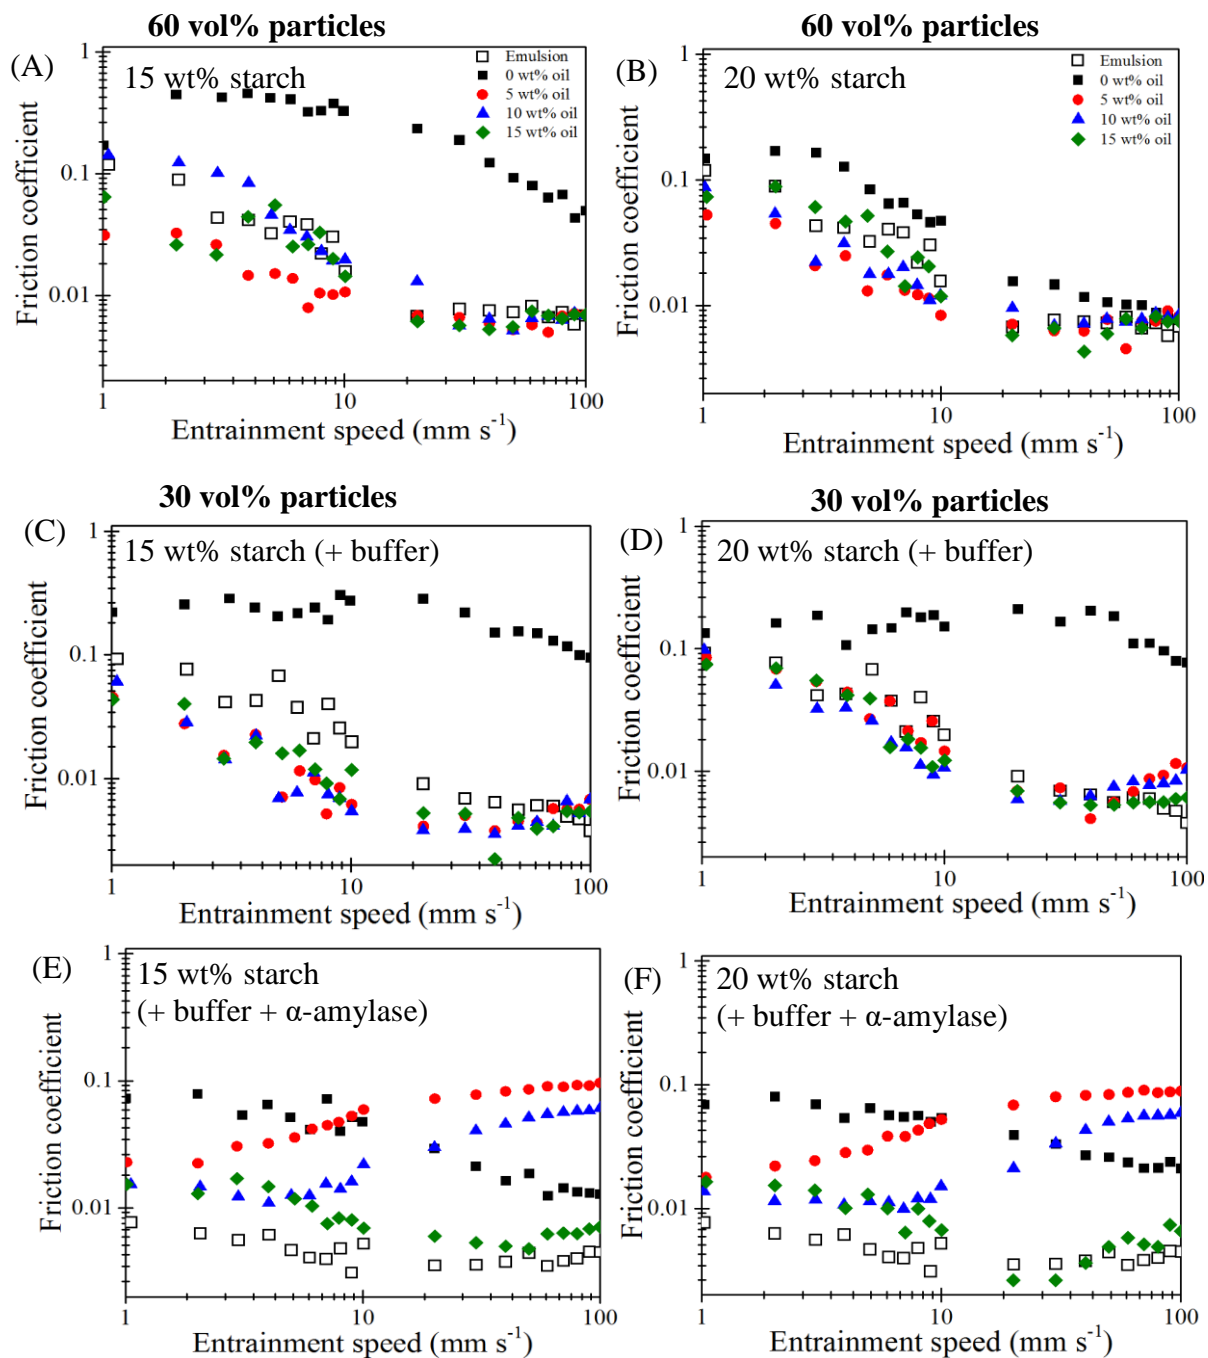 60 vol% particles
60 vol% particles
(A)
15 wt% starch
Emulsion
0 wt% oil
5 wt% oil
10 wt% oil
15 wt% oil
1
0.1
0.01
Friction coefficient
1
10
100
Entrainment speed (mm s-1)
(B)
20 wt% starch
Emulsion
0 wt% oil
5 wt% oil
10 wt% oil
15 wt% oil
1
0.1
0.01
Friction coefficient
1
10
100
Entrainment speed (mm s-1)
30 vol% particles
30 vol% particles
(C)
15 wt% starch (+ buffer)
1
0.1
0.01
Friction coefficient
1
10
100
Entrainment speed (mm s-1)
(D)
20 wt% starch (+ buffer)
1
0.1
0.01
Friction coefficient
1
10
100
Entrainment speed (mm s-1)
(E)
15 wt% starch
(+ buffer + α-amylase)
1
0.1
0.01
Friction coefficient
1
10
100
Entrainment speed (mm s-1)
(F)
20 wt% starch
(+ buffer + α-amylase)
1
0.1
0.01
Friction coefficient
1
10
100
Entrainment speed (mm s-1)